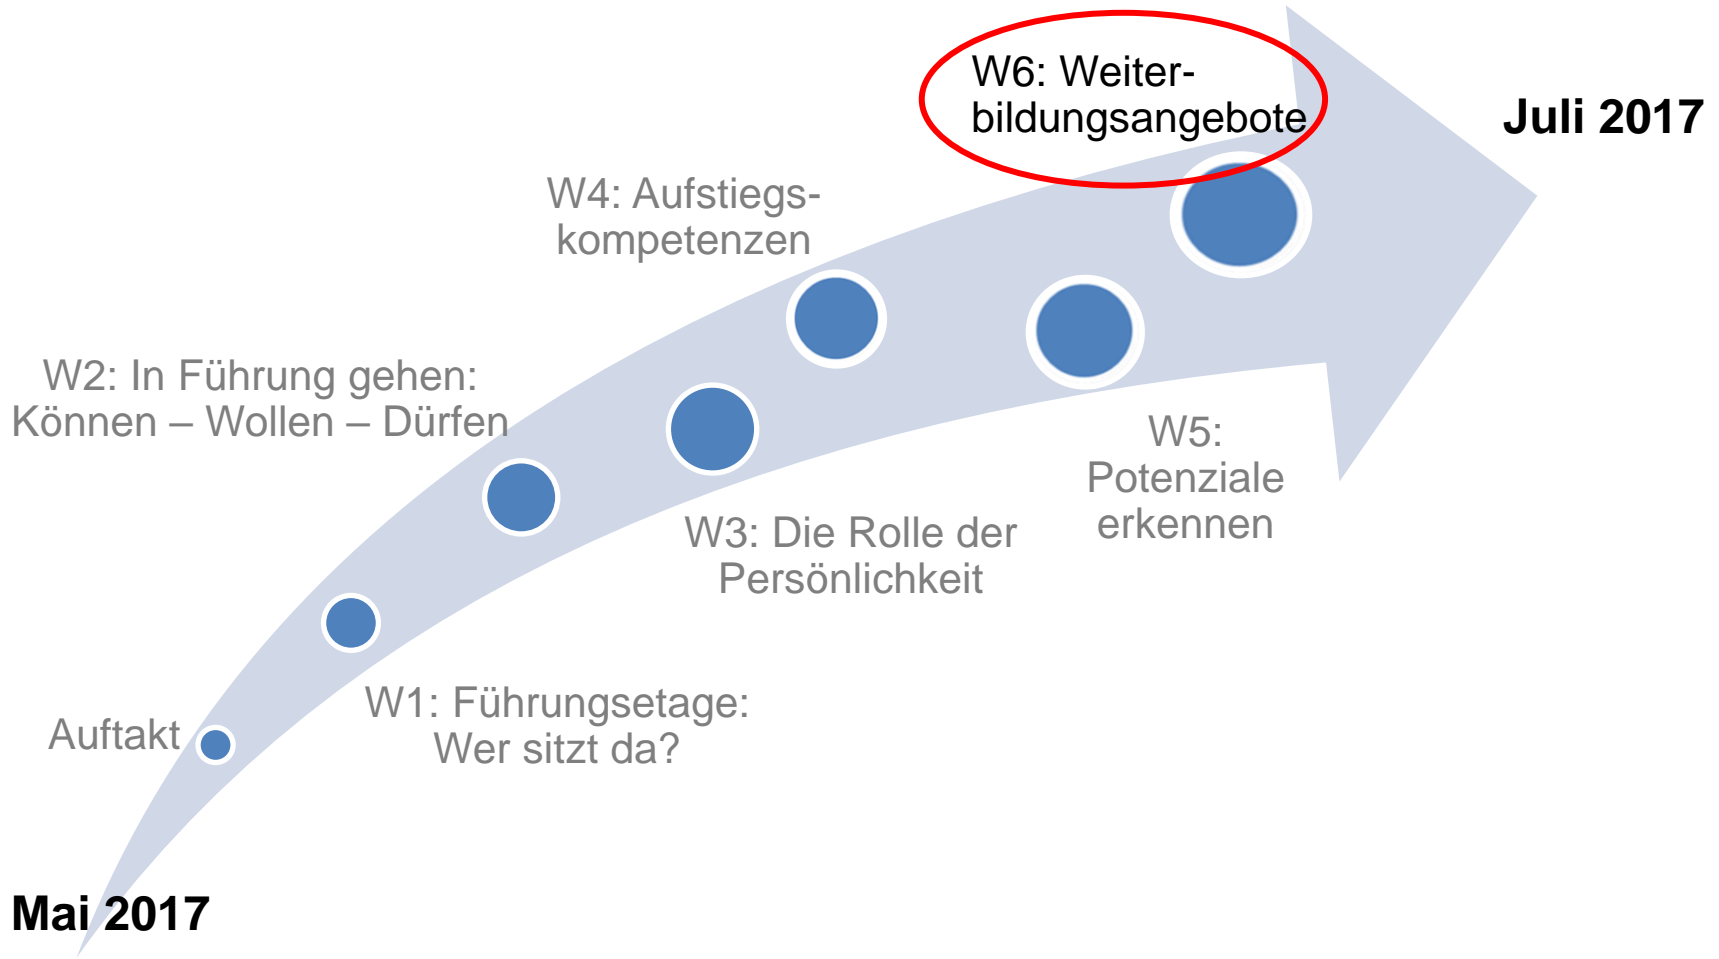 W6: Weiter-
bildungsangebote
Juli 2017
W4: Aufstiegs-
kompetenzen
W2: In Führung gehen:
Können – Wollen – Dürfen
W5:
Potenziale
erkennen
W3: Die Rolle der
Persönlichkeit
W1: Führungsetage:
Wer sitzt da?
Auftakt
Mai 2017